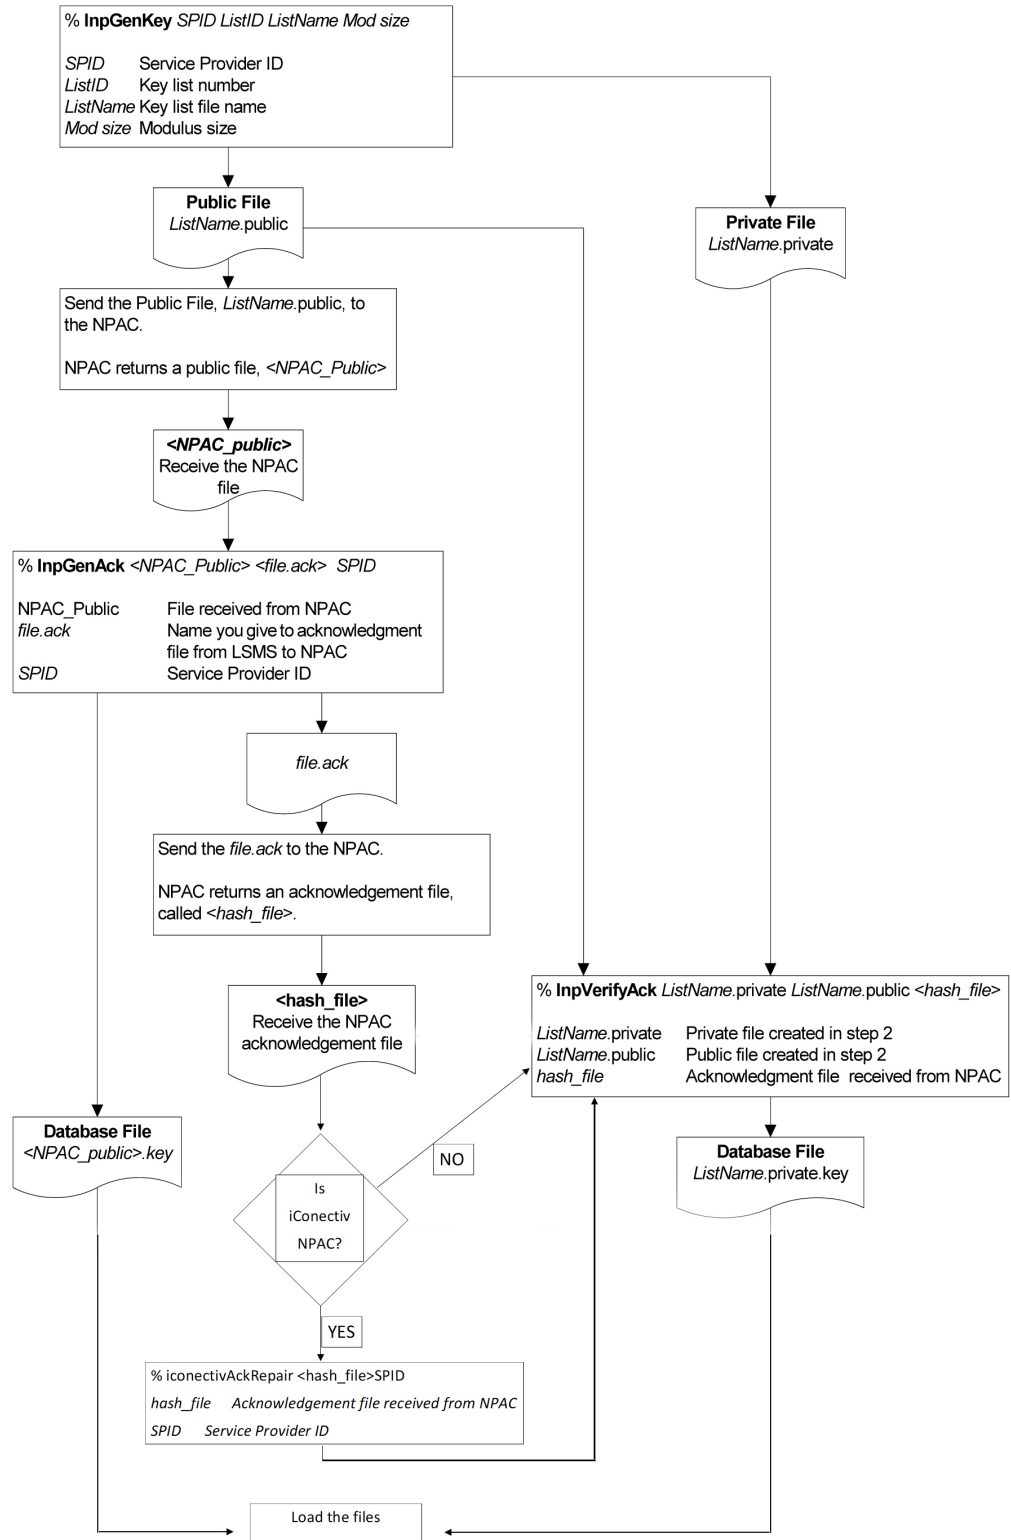 % InpGenKey SPID ListID ListName Mod size
SPID Service Provider ID
ListID Key list number
ListName Key list file name
Mod size Modulus size
Public File
ListName.public
Private File
ListName.private
Send the Public File, ListName.public, to
the NPAC.
NPAC returns a public file, <NPAC_Public>
<NPAC_public>
Receive the NPAC
file
% InpGenAck <NPAC_Public> <file.ack> SPID
NPAC_Public File received from NPAC
file.ack Name you give to acknowledgment
file from LSMS to NPAC
SPID Service Provider ID
file.ack
Send the file.ack to the NPAC.
NPAC returns an acknowledgement file,
called <hash_file>.
<hash_file>
Receive the NPAC
acknowledgement file
% InpVerifyAck ListName.private ListName.public <hash_file>
ListName.private Private file created in step 2
ListName.public Public file created in step 2
hash_file Acknowledgment file received from NPAC
Database File
<NPAC_public>.key
NO
Database File
ListName.private.key
Is
iConectiv
NPAC?
YES
% iconectivAckRepair <hash_file>SPID
hash_file Acknowledgement file received from NPAC
SPID Service Provider ID
Load the files